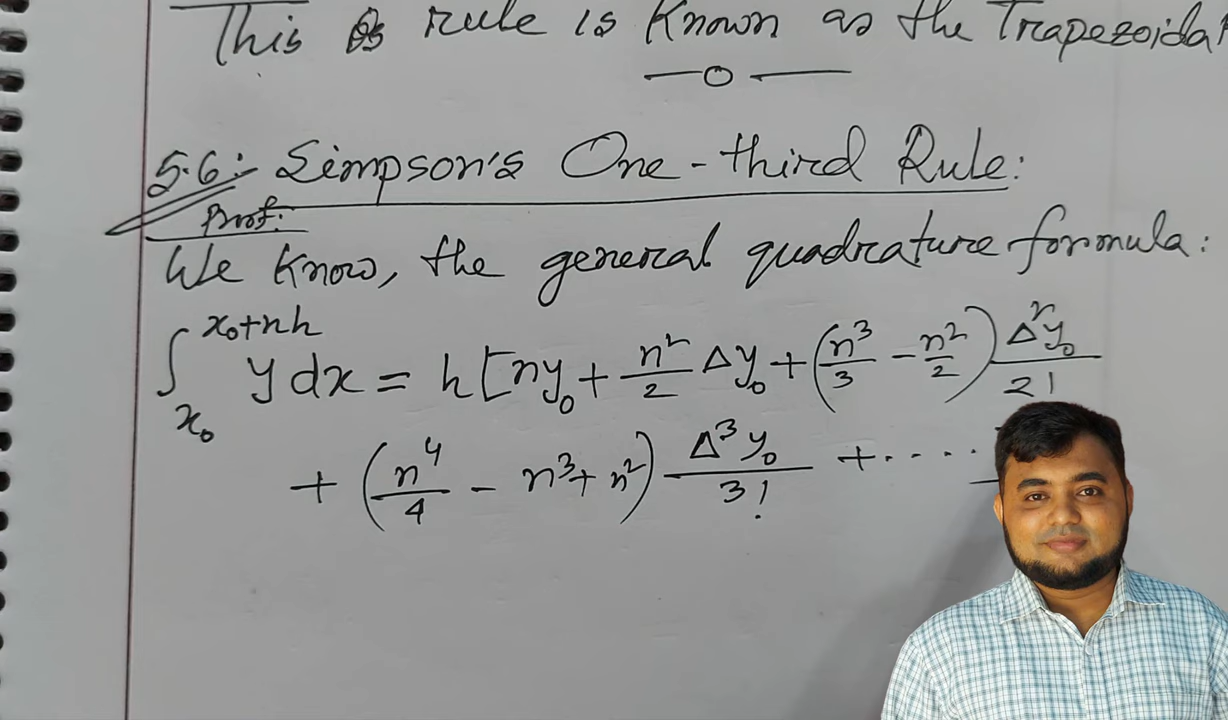 This is rule is known as the Trapezoidal
—o—
5.6:- Simpson's One-third Rule:
Proof:
We know, the general quadrature formula:
∫_{x₀}^{x₀+nh} y dx = h[ny₀ + n²/2 Δy₀ + (n³/3 - n²/2) Δ²y₀/2!
+ (n⁴/4 - n³ + n²) Δ³y₀/3! + ....